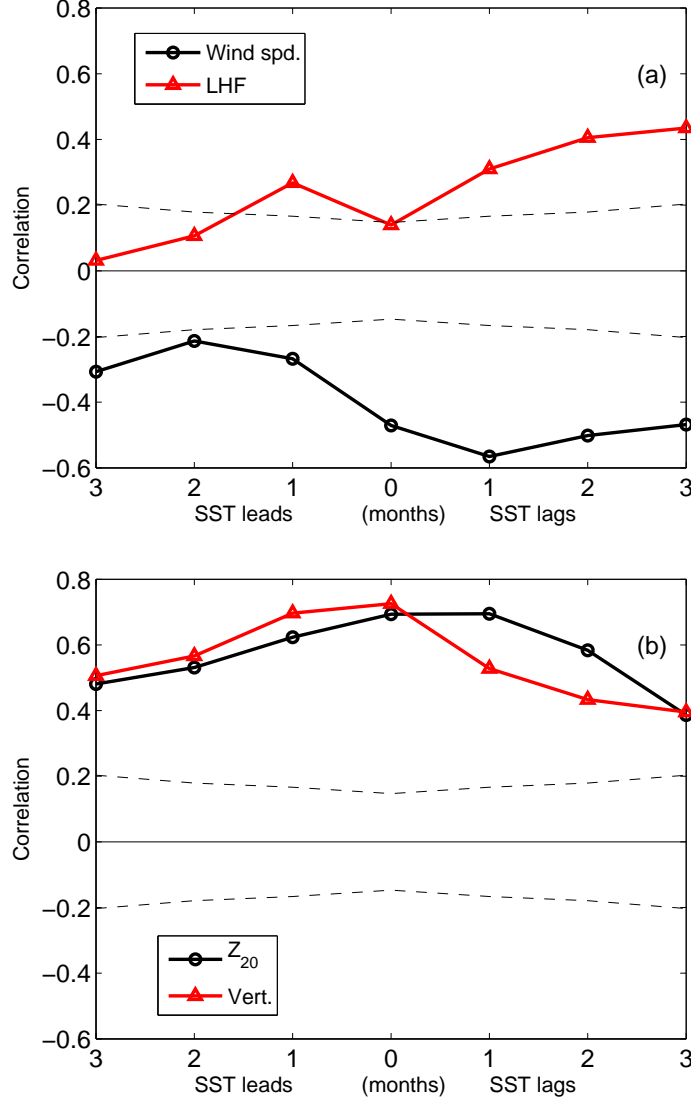 0.8
0.6
0.4
0.2
0
−0.2
−0.4
−0.6
Correlation
Wind spd.
LHF
(a)
3 2 1 0 1 2 3
SST leads (months) SST lags
0.8
0.6
0.4
0.2
0
−0.2
−0.4
−0.6
Correlation
(b)
Z20
Vert.
3 2 1 0 1 2 3
SST leads (months) SST lags